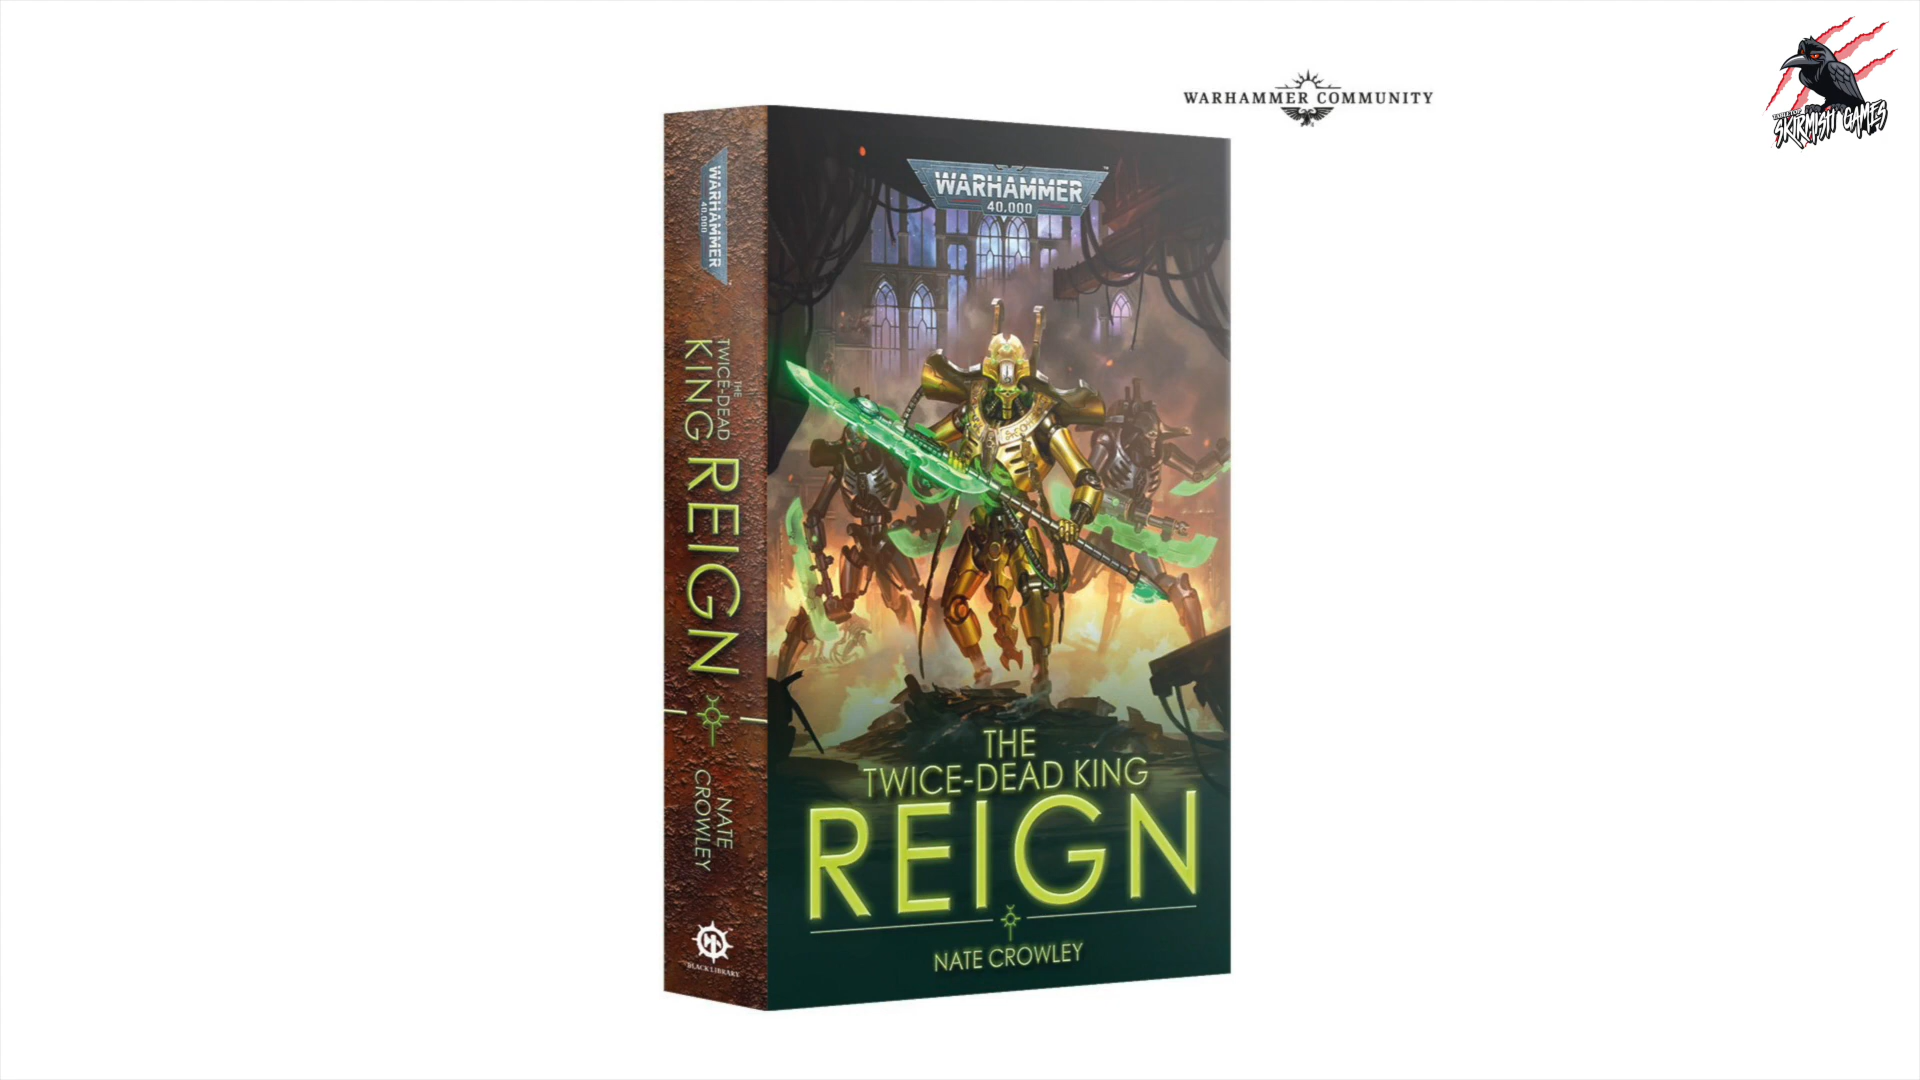 WARHAMMER COMMUNITY
SKIRMISH GAMES
WARHAMMER
40,000
THE
TWICE-DEAD
KING
REIGN
NATE
CROWLEY
BLACK LIBRARY
WARHAMMER
40,000
THE
TWICE-DEAD KING
REIGN
NATE CROWLEY